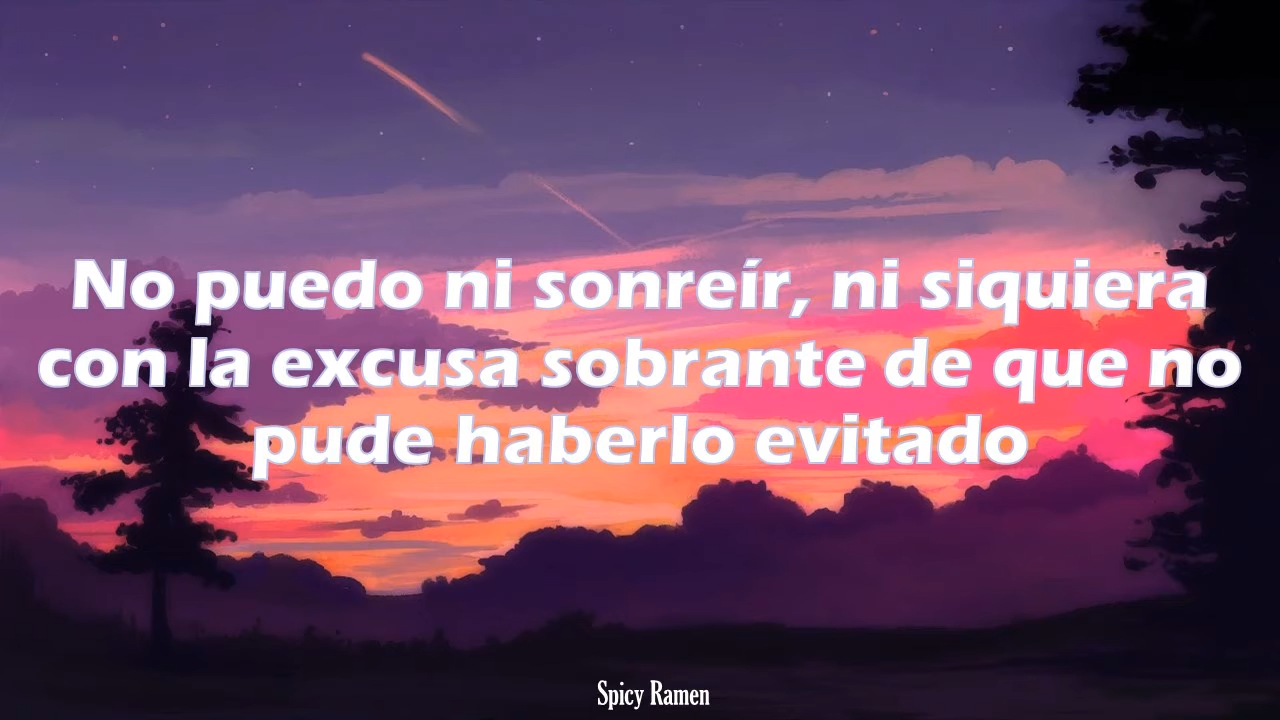 No puedo ni sonreír, ni siquiera
con la excusa sobrante de que no
pude haberlo evitado
Spicy Ramen